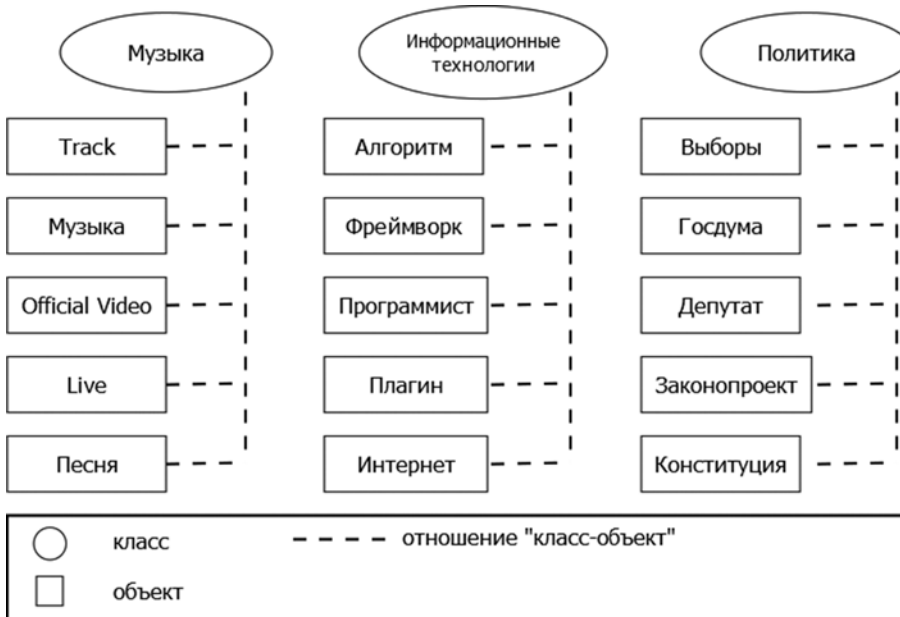 Музыка
Информационные
технологии
Политика
Track
Алгоритм
Выборы
Музыка
Фреймворк
Госдума
Official Video
Программист
Депутат
Live
Плагин
Законопроект
Песня
Интернет
Конституция
класс
отношение "класс-объект"
объект